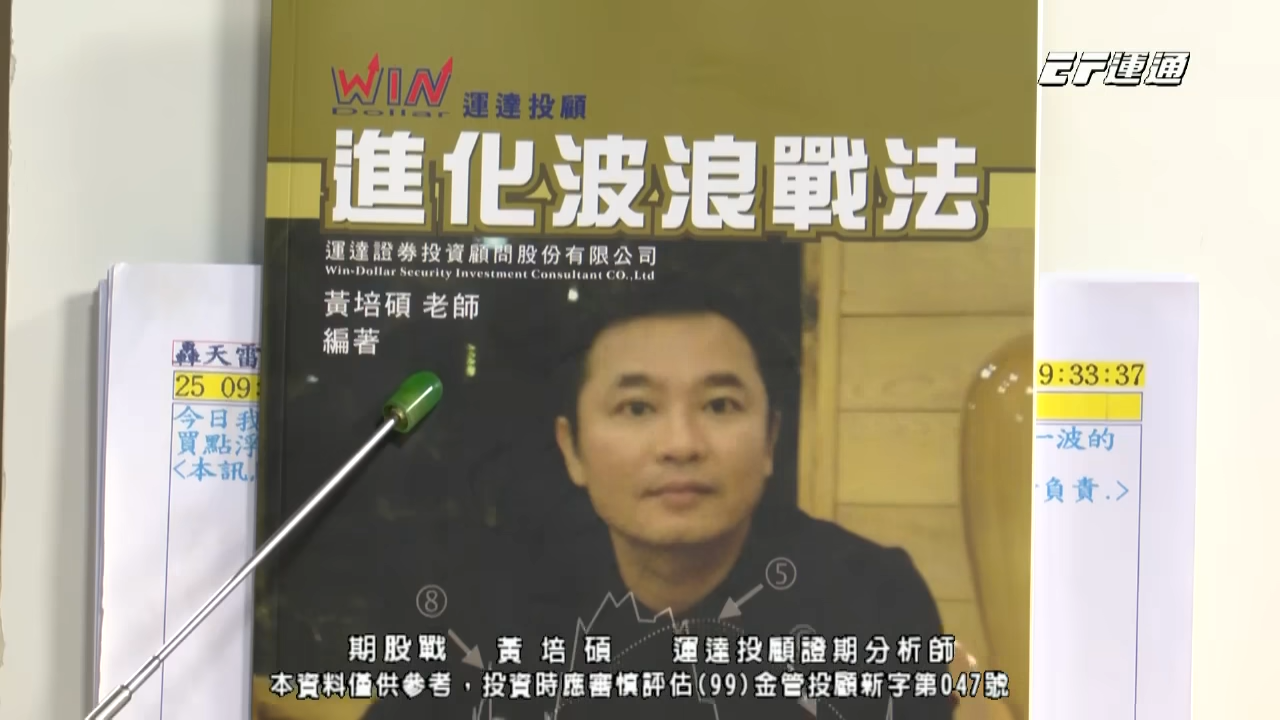 WIN
Dollar
運達投顧
ET運通
進化波浪戰法
運達證券投資顧問股份有限公司
Win-Dollar Security Investment Consultant CO.,Ltd
黃培碩 老師
編著
轟天雷
25 09:
9:33:37
今日我
一波的
買點浮
<本訊,
負責.>
⑤
⑧
期股戰 黃培碩 運達投顧證期分析師
本資料僅供參考，投資時應審慎評估(99)金管投顧新字第047號